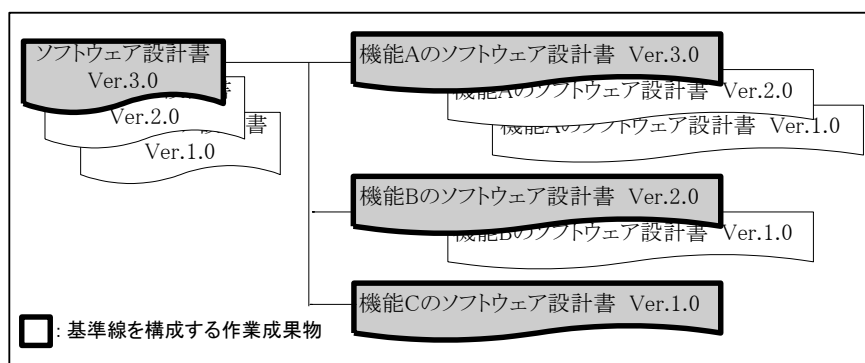 ソフトウェア設計書
Ver.3.0
書
Ver.2.0
書
Ver.1.0
機能Aのソフトウェア設計書 Ver.3.0
機能Aのソフトウェア設計書 Ver.2.0
機能Aのソフトウェア設計書 Ver.1.0
機能Bのソフトウェア設計書 Ver.2.0
機能Bのソフトウェア設計書 Ver.1.0
機能Cのソフトウェア設計書 Ver.1.0
: 基準線を構成する作業成果物